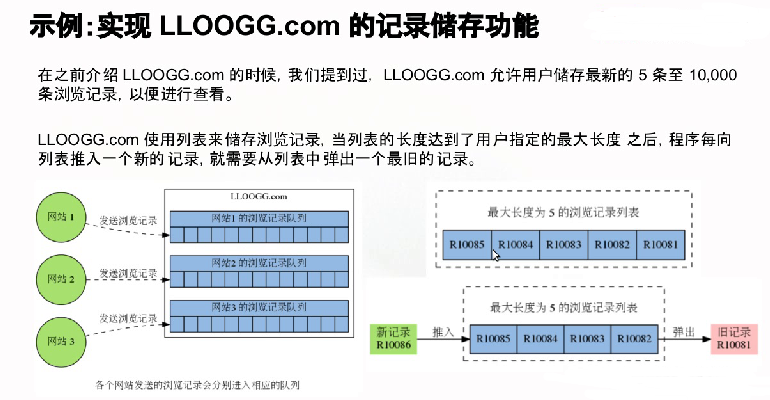 示例：实现 LLOOGG.com 的记录储存功能
在之前介绍 LLOOGG.com 的时候，我们提到过， LLOOGG.com 允许用户储存最新的 5 条至 10,000
条浏览记录，以便进行查看。
LLOOGG.com 使用列表来储存浏览记录，当列表的长度达到了用户指定的最大长度 之后，程序每向
列表推入一个新的记录，就需要从列表中弹出一个最旧的记录。
LLOOGG.com
网站 1
发送浏览记录
网站1 的浏览记录队列
网站 2
发送浏览记录
网站2 的浏览记录队列
网站 3
发送浏览记录
网站3 的浏览记录队列
各个网站发送的浏览记录会分别进入相应的队列
最大长度为 5 的浏览记录列表
R10085 R10084 R10083 R10082 R10081
最大长度为 5 的浏览记录列表
新记录
R10086
推入
R10085 R10084 R10083 R10082
弹出
旧记录
R10081